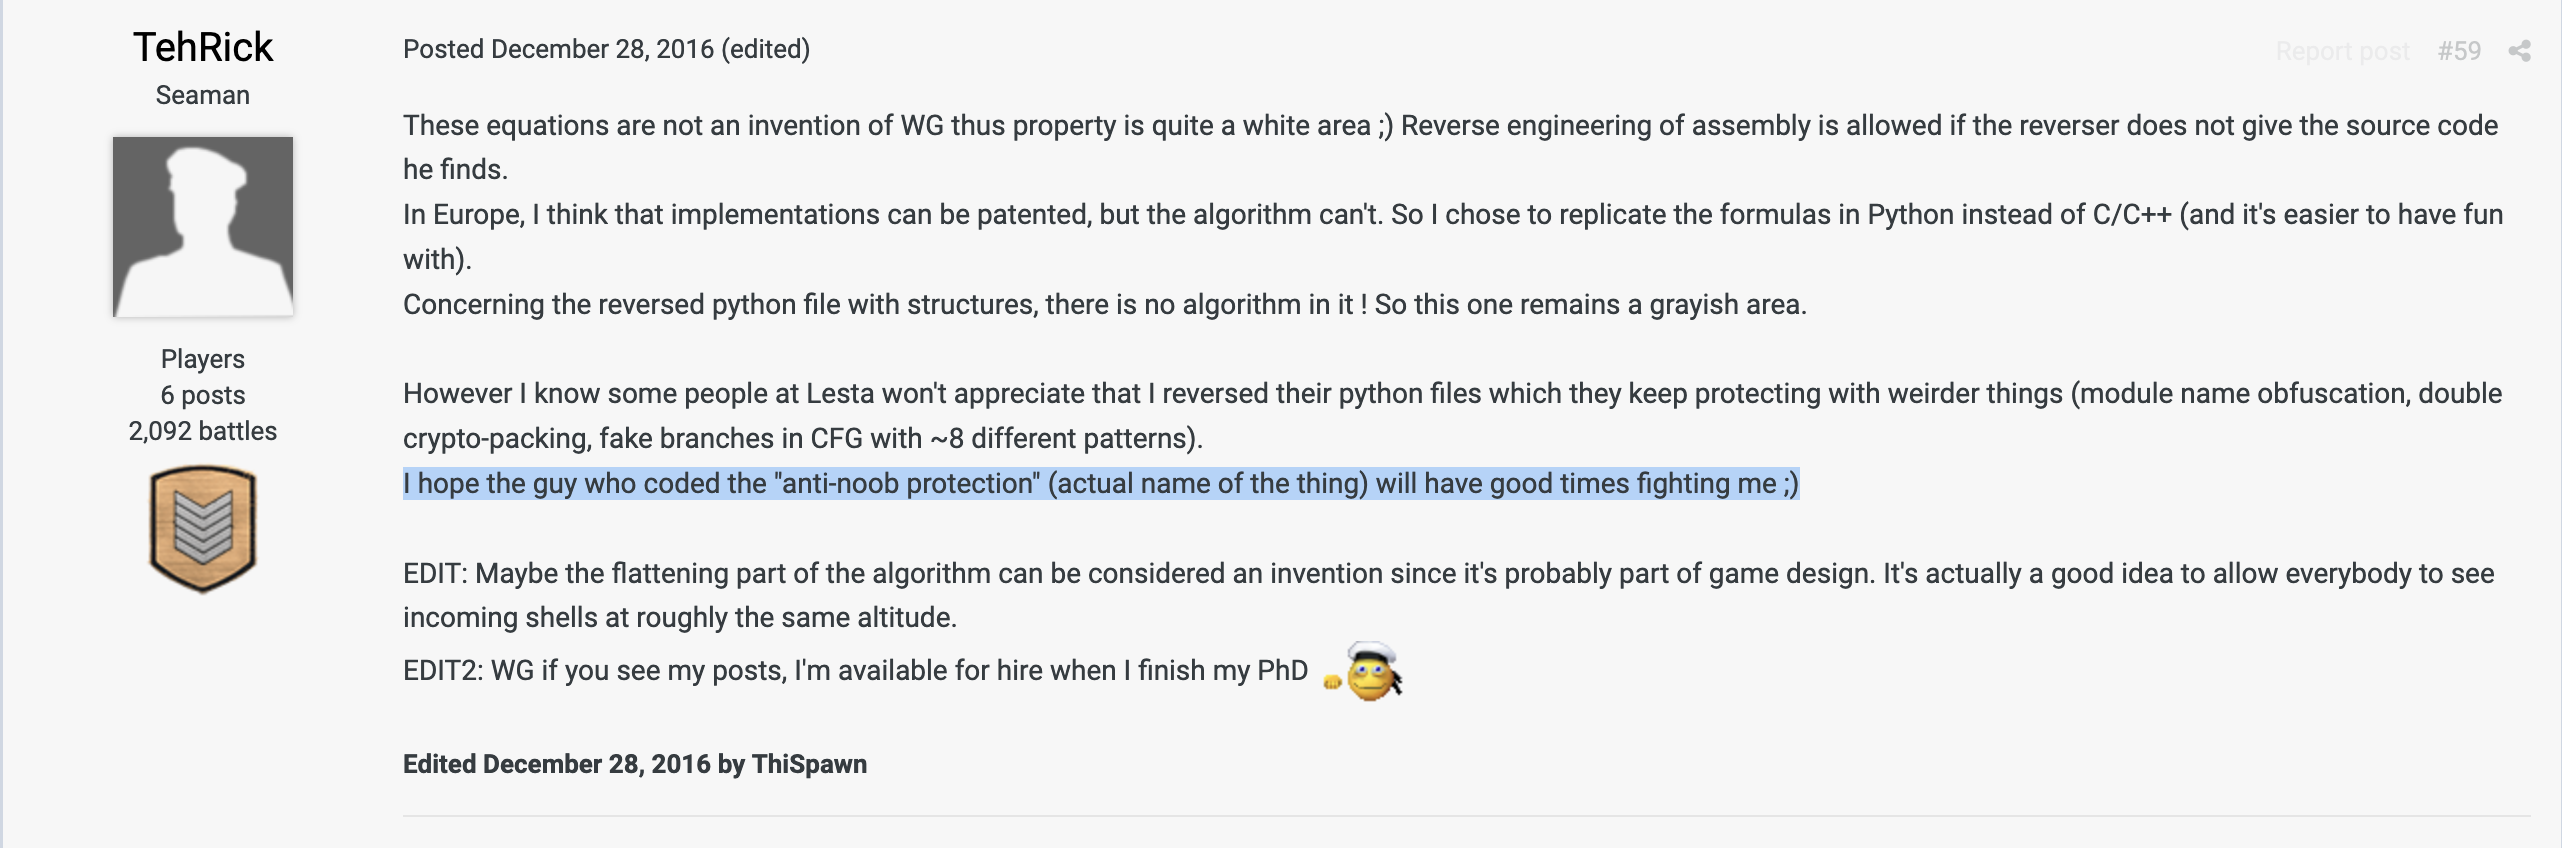 TehRick
Seaman
Players
6 posts
2,092 battles
Posted December 28, 2016 (edited)
Report post #59
These equations are not an invention of WG thus property is quite a white area ;) Reverse engineering of assembly is allowed if the reverser does not give the source code
he finds.
In Europe, I think that implementations can be patented, but the algorithm can't. So I chose to replicate the formulas in Python instead of C/C++ (and it's easier to have fun
with).
Concerning the reversed python file with structures, there is no algorithm in it ! So this one remains a grayish area.
However I know some people at Lesta won't appreciate that I reversed their python files which they keep protecting with weirder things (module name obfuscation, double
crypto-packing, fake branches in CFG with ~8 different patterns).
I hope the guy who coded the "anti-noob protection" (actual name of the thing) will have good times fighting me ;)
EDIT: Maybe the flattening part of the algorithm can be considered an invention since it's probably part of game design. It's actually a good idea to allow everybody to see
incoming shells at roughly the same altitude.
EDIT2: WG if you see my posts, I'm available for hire when I finish my PhD
Edited December 28, 2016 by ThiSpawn